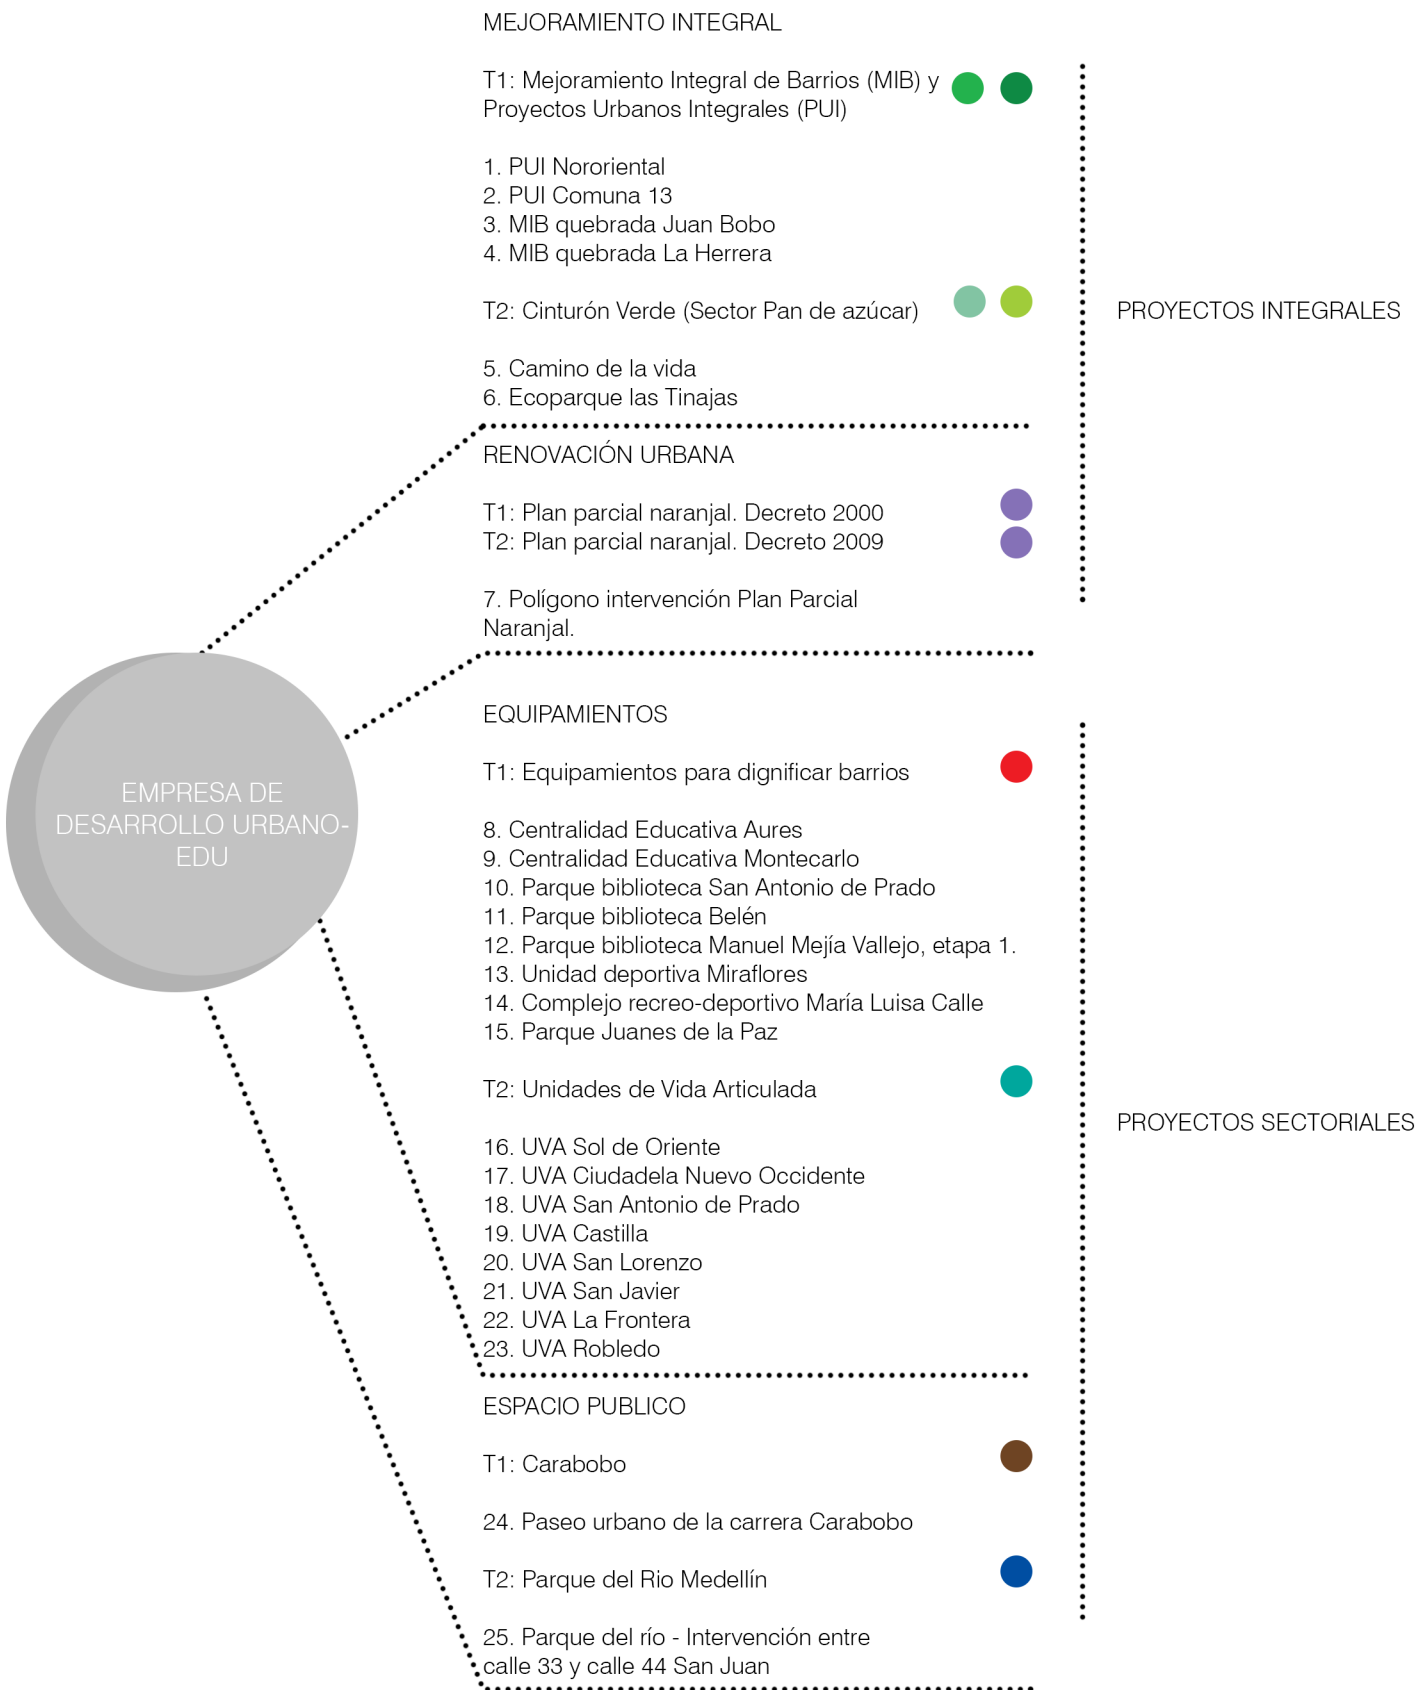 MEJORAMIENTO INTEGRAL
T1: Mejoramiento Integral de Barrios (MIB) y
Proyectos Urbanos Integrales (PUI)
1. PUI Nororiental
2. PUI Comuna 13
3. MIB quebrada Juan Bobo
4. MIB quebrada La Herrera
T2: Cinturón Verde (Sector Pan de azúcar)
5. Camino de la vida
6. Ecoparque las Tinajas
PROYECTOS INTEGRALES
RENOVACIÓN URBANA
T1: Plan parcial naranjal. Decreto 2000
T2: Plan parcial naranjal. Decreto 2009
7. Polígono intervención Plan Parcial
Naranjal.
EMPRESA DE
DESARROLLO URBANO-
EDU
EQUIPAMIENTOS
T1: Equipamientos para dignificar barrios
8. Centralidad Educativa Aures
9. Centralidad Educativa Montecarlo
10. Parque biblioteca San Antonio de Prado
11. Parque biblioteca Belén
12. Parque biblioteca Manuel Mejía Vallejo, etapa 1.
13. Unidad deportiva Miraflores
14. Complejo recreo-deportivo María Luisa Calle
15. Parque Juanes de la Paz
T2: Unidades de Vida Articulada
16. UVA Sol de Oriente
17. UVA Ciudadela Nuevo Occidente
18. UVA San Antonio de Prado
19. UVA Castilla
20. UVA San Lorenzo
21. UVA San Javier
22. UVA La Frontera
23. UVA Robledo
PROYECTOS SECTORIALES
ESPACIO PUBLICO
T1: Carabobo
24. Paseo urbano de la carrera Carabobo
T2: Parque del Rio Medellín
25. Parque del río - Intervención entre
calle 33 y calle 44 San Juan